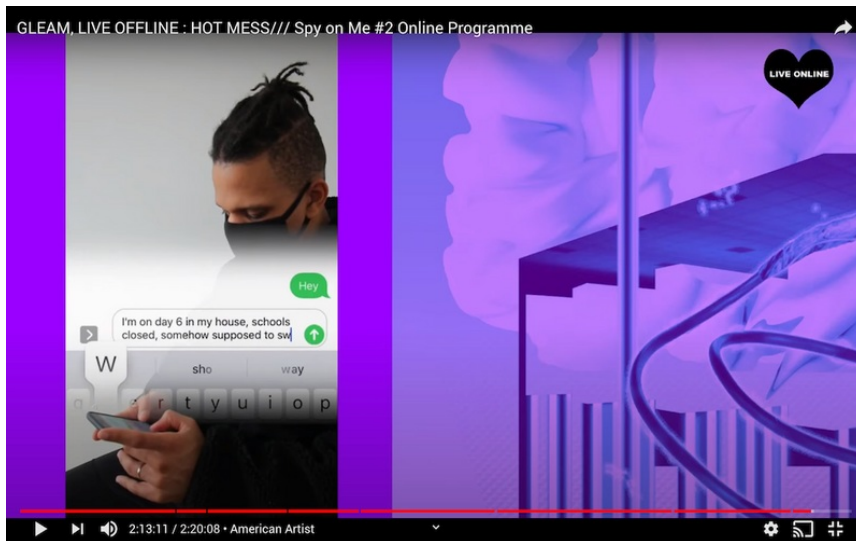 GLEAM, LIVE OFFLINE : HOT MESS/// Spy on Me #2 Online Programme
LIVE ONLINE
Hey
I'm on day 6 in my house, schools
closed, somehow supposed to sw
W
sho way
q e r t y u i o p
2:13:11 / 2:20:08 • American Artist